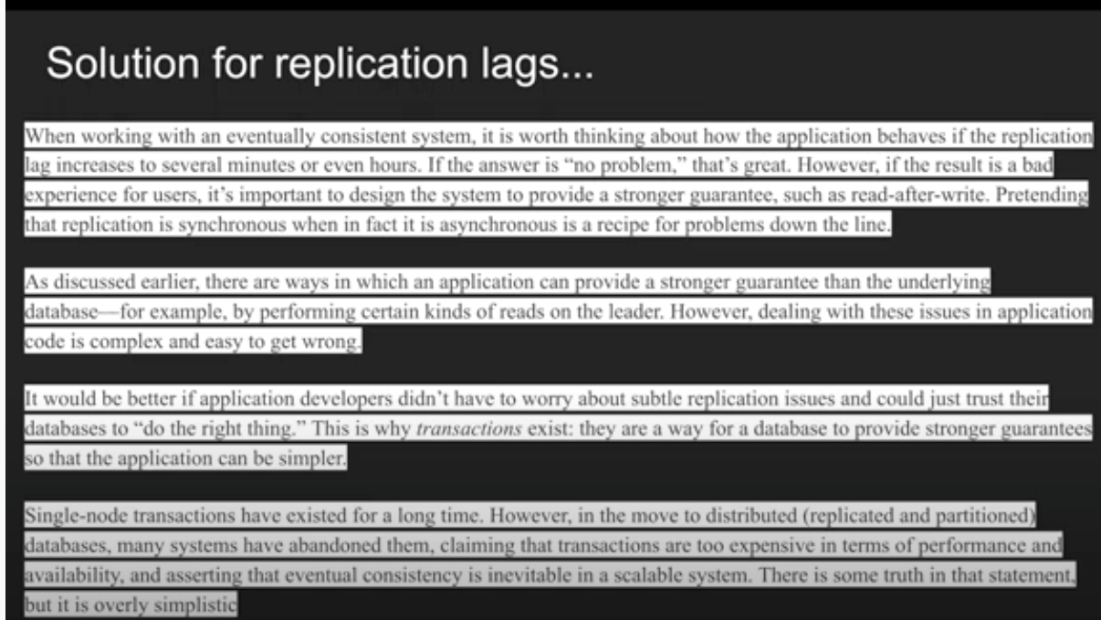 Solution for replication lags...
When working with an eventually consistent system, it is worth thinking about how the application behaves if the replication
lag increases to several minutes or even hours. If the answer is “no problem,” that’s great. However, if the result is a bad
experience for users, it’s important to design the system to provide a stronger guarantee, such as read-after-write. Pretending
that replication is synchronous when in fact it is asynchronous is a recipe for problems down the line.
As discussed earlier, there are ways in which an application can provide a stronger guarantee than the underlying
database—for example, by performing certain kinds of reads on the leader. However, dealing with these issues in application
code is complex and easy to get wrong.
It would be better if application developers didn’t have to worry about subtle replication issues and could just trust their
databases to “do the right thing.” This is why transactions exist: they are a way for a database to provide stronger guarantees
so that the application can be simpler.
Single-node transactions have existed for a long time. However, in the move to distributed (replicated and partitioned)
databases, many systems have abandoned them, claiming that transactions are too expensive in terms of performance and
availability, and asserting that eventual consistency is inevitable in a scalable system. There is some truth in that statement,
but it is overly simplistic